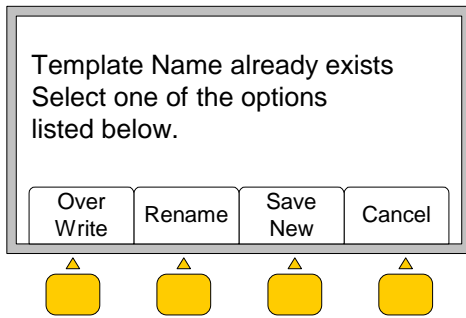 Template Name already exists
Select one of the options
listed below.
Over
Write
Rename
Save
New
Cancel